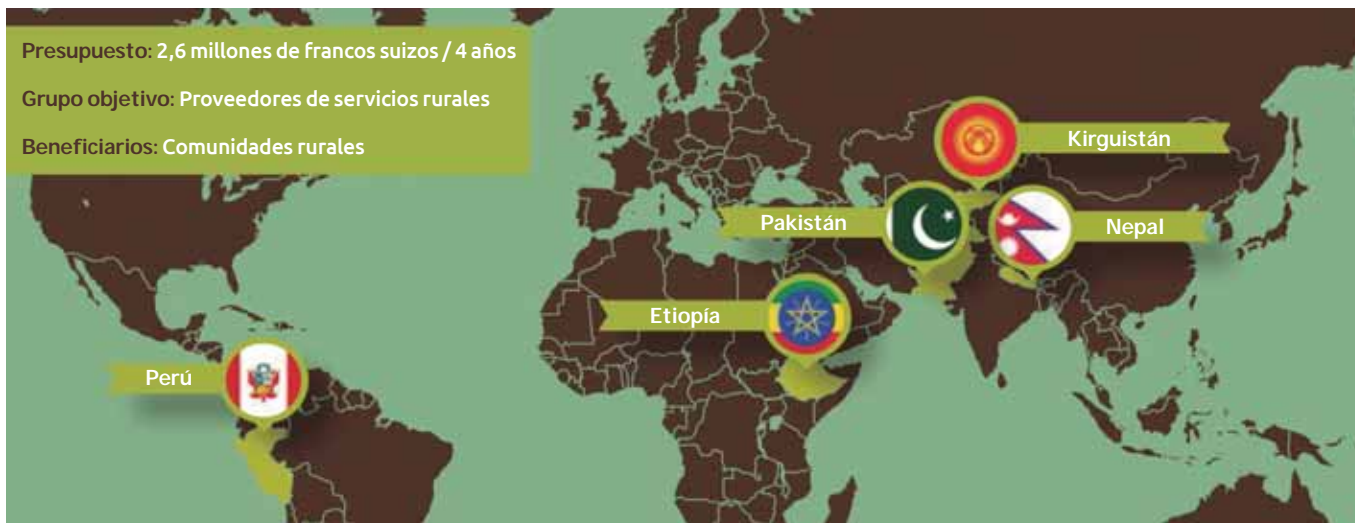 Presupuesto: 2,6 millones de francos suizos / 4 años
Grupo objetivo: Proveedores de servicios rurales
Beneficiarios: Comunidades rurales
Kirguistán
Pakistán
Nepal
Etiopía
Perú